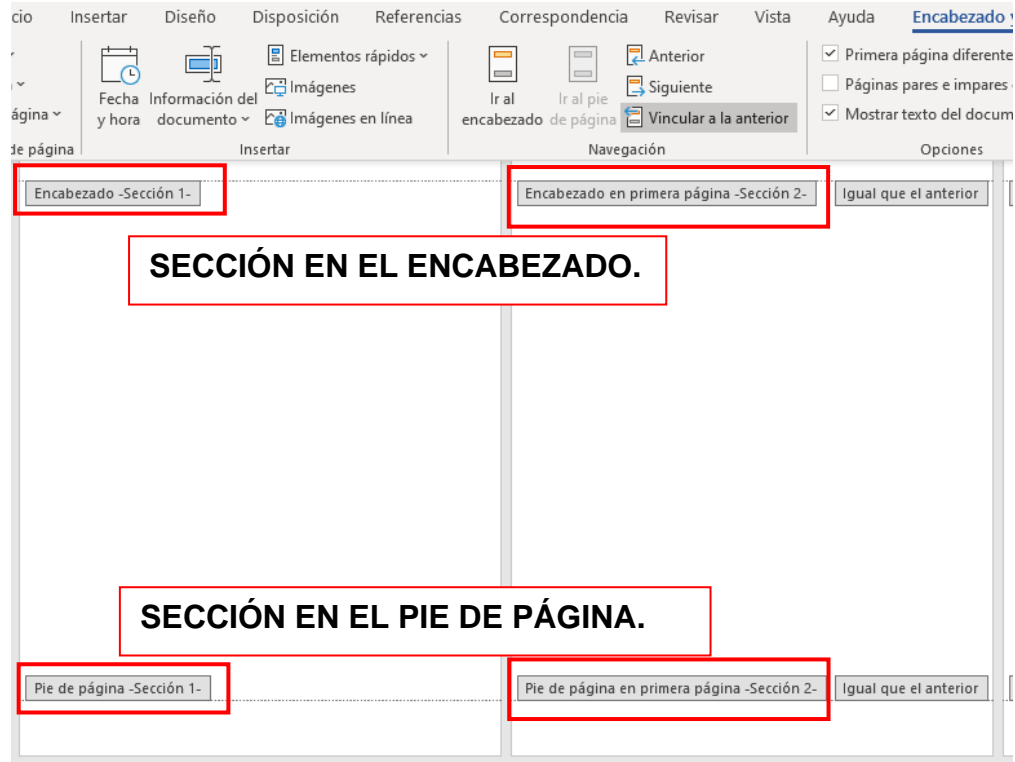 cio Insertar Diseño Disposición Referencias Correspondencia Revisar Vista Ayuda Encabezado y
Elementos rápidos Anterior Primera página diferente
Imágenes Siguiente Páginas pares e impares
Fecha y hora
Información del documento
Imágenes en línea
Ir al encabezado
Ir al pie de página
Vincular a la anterior
Mostrar texto del docum
ágina
de página Insertar Navegación Opciones
Encabezado -Sección 1- Encabezado en primera página -Sección 2- Igual que el anterior
SECCIÓN EN EL ENCABEZADO.
SECCIÓN EN EL PIE DE PÁGINA.
Pie de página -Sección 1- Pie de página en primera página -Sección 2- Igual que el anterior